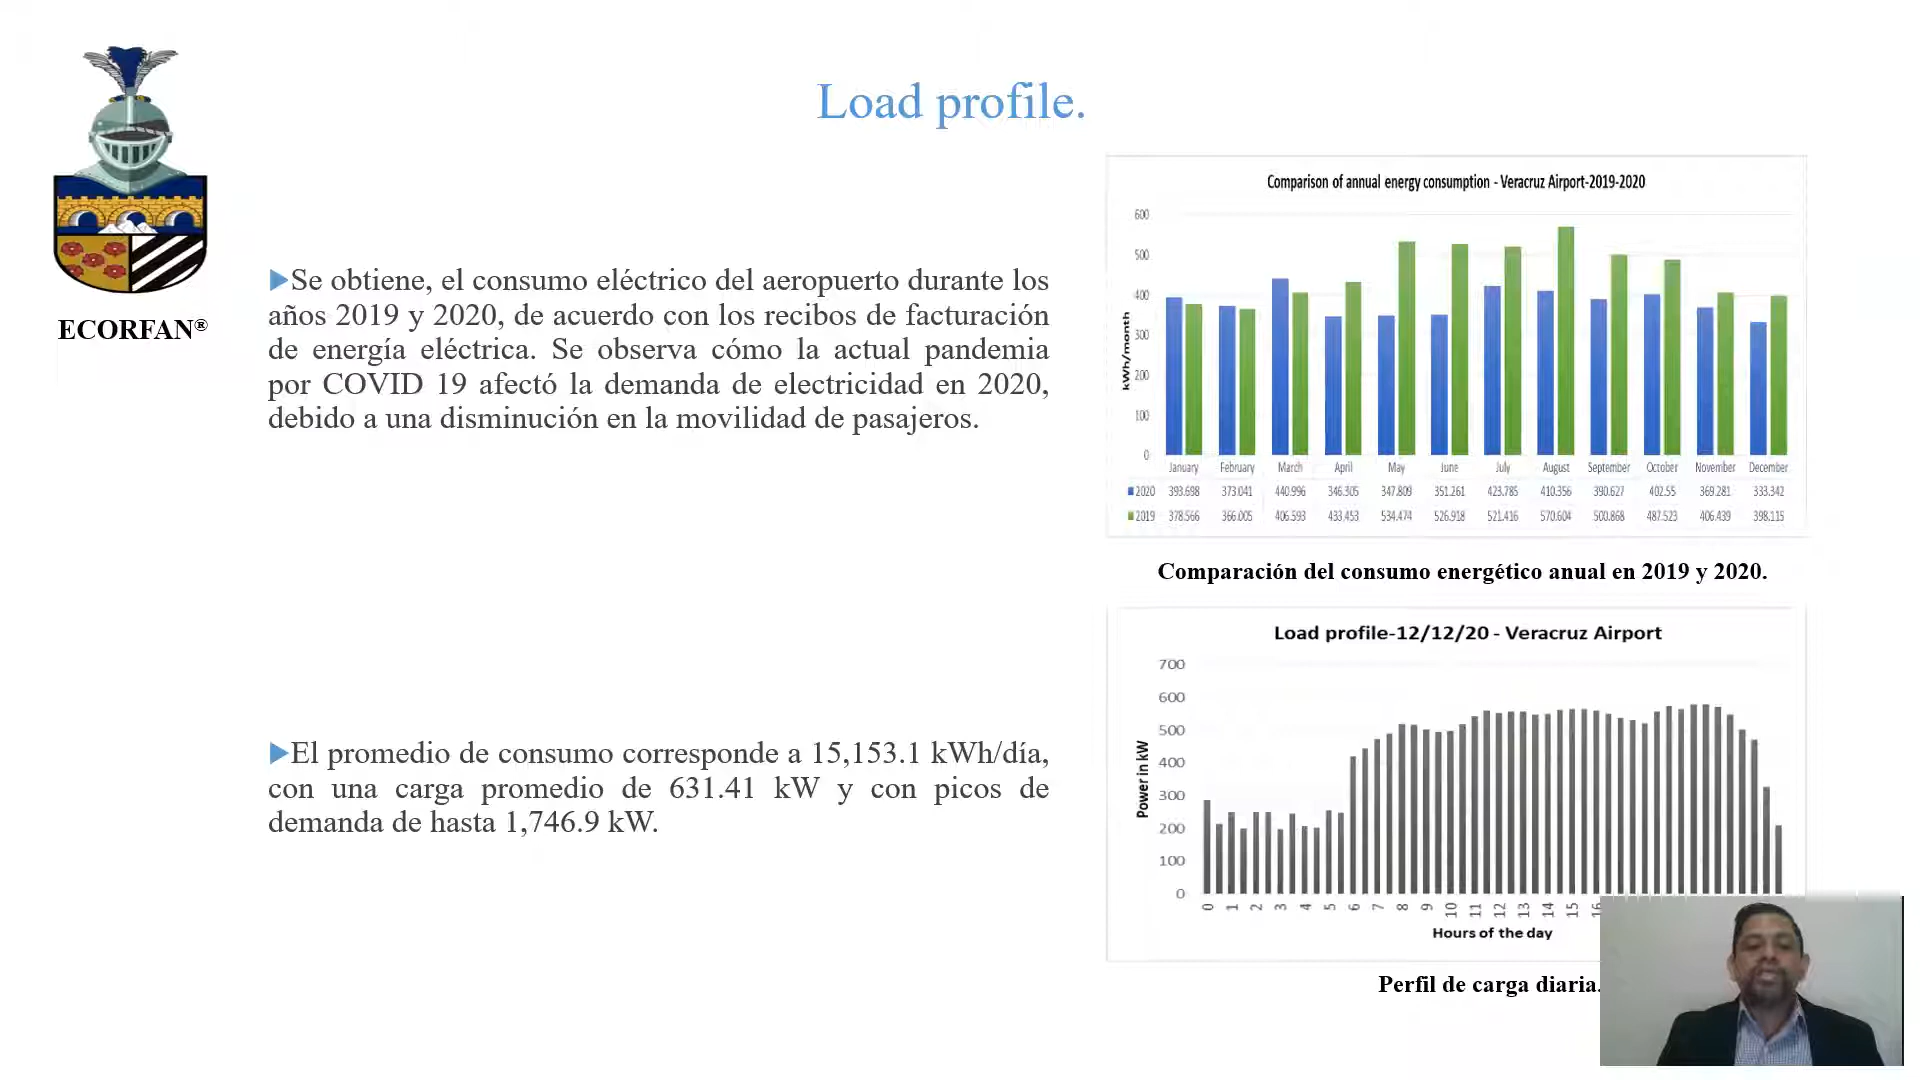 Load profile.
ECORFAN®
▶Se obtiene, el consumo eléctrico del aeropuerto durante los
años 2019 y 2020, de acuerdo con los recibos de facturación
de energía eléctrica. Se observa cómo la actual pandemia
por COVID 19 afectó la demanda de electricidad en 2020,
debido a una disminución en la movilidad de pasajeros.
▶El promedio de consumo corresponde a 15,153.1 kWh/día,
con una carga promedio de 631.41 kW y con picos de
demanda de hasta 1,746.9 kW.
Comparison of annual energy consumption - Veracruz Airport-2019-2020
600
500
400
300
200
100
0
kWh/month
January February March April May June July August September October November December
2020 393.698 373.041 440.996 346.305 347.809 351.261 423.785 410.356 390.627 402.55 369.281 333.342
2019 378.566 366.005 406.593 433.453 534.474 526.918 521.416 570.604 500.868 487.523 406.439 398.115
Comparación del consumo energético anual en 2019 y 2020.
Load profile-12/12/20 - Veracruz Airport
700
600
500
400
300
200
100
0
Power in kW
0 1 2 3 4 5 6 7 8 9 10 11 12 13 14 15
Hours of the day
Perfil de carga diaria.